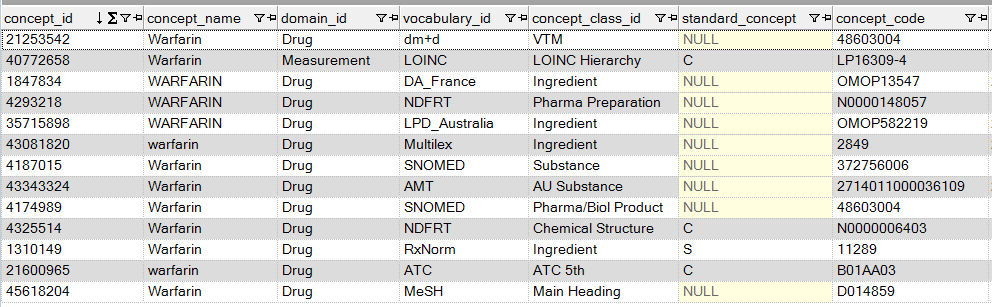 concept_id concept_name domain_id vocabulary_id concept_class_id standard_concept concept_code
21253542 Warfarin Drug dm+d VTM NULL 48603004
40772658 Warfarin Measurement LOINC LOINC Hierarchy C LP16309-4
1847834 WARFARIN Drug DA_France Ingredient NULL OMOP13547
4293218 WARFARIN Drug NDFRT Pharma Preparation NULL N0000148057
35715898 WARFARIN Drug LPD_Australia Ingredient NULL OMOP582219
43081820 warfarin Drug Multilex Ingredient NULL 2849
4187015 Warfarin Drug SNOMED Substance NULL 372756006
43343324 Warfarin Drug AMT AU Substance NULL 2714011000036109
4174989 Warfarin Drug SNOMED Pharma/Biol Product NULL 48603004
4325514 Warfarin Drug NDFRT Chemical Structure C N0000006403
1310149 Warfarin Drug RxNorm Ingredient S 11289
21600965 warfarin Drug ATC ATC 5th C B01AA03
45618204 Warfarin Drug MeSH Main Heading NULL D014859